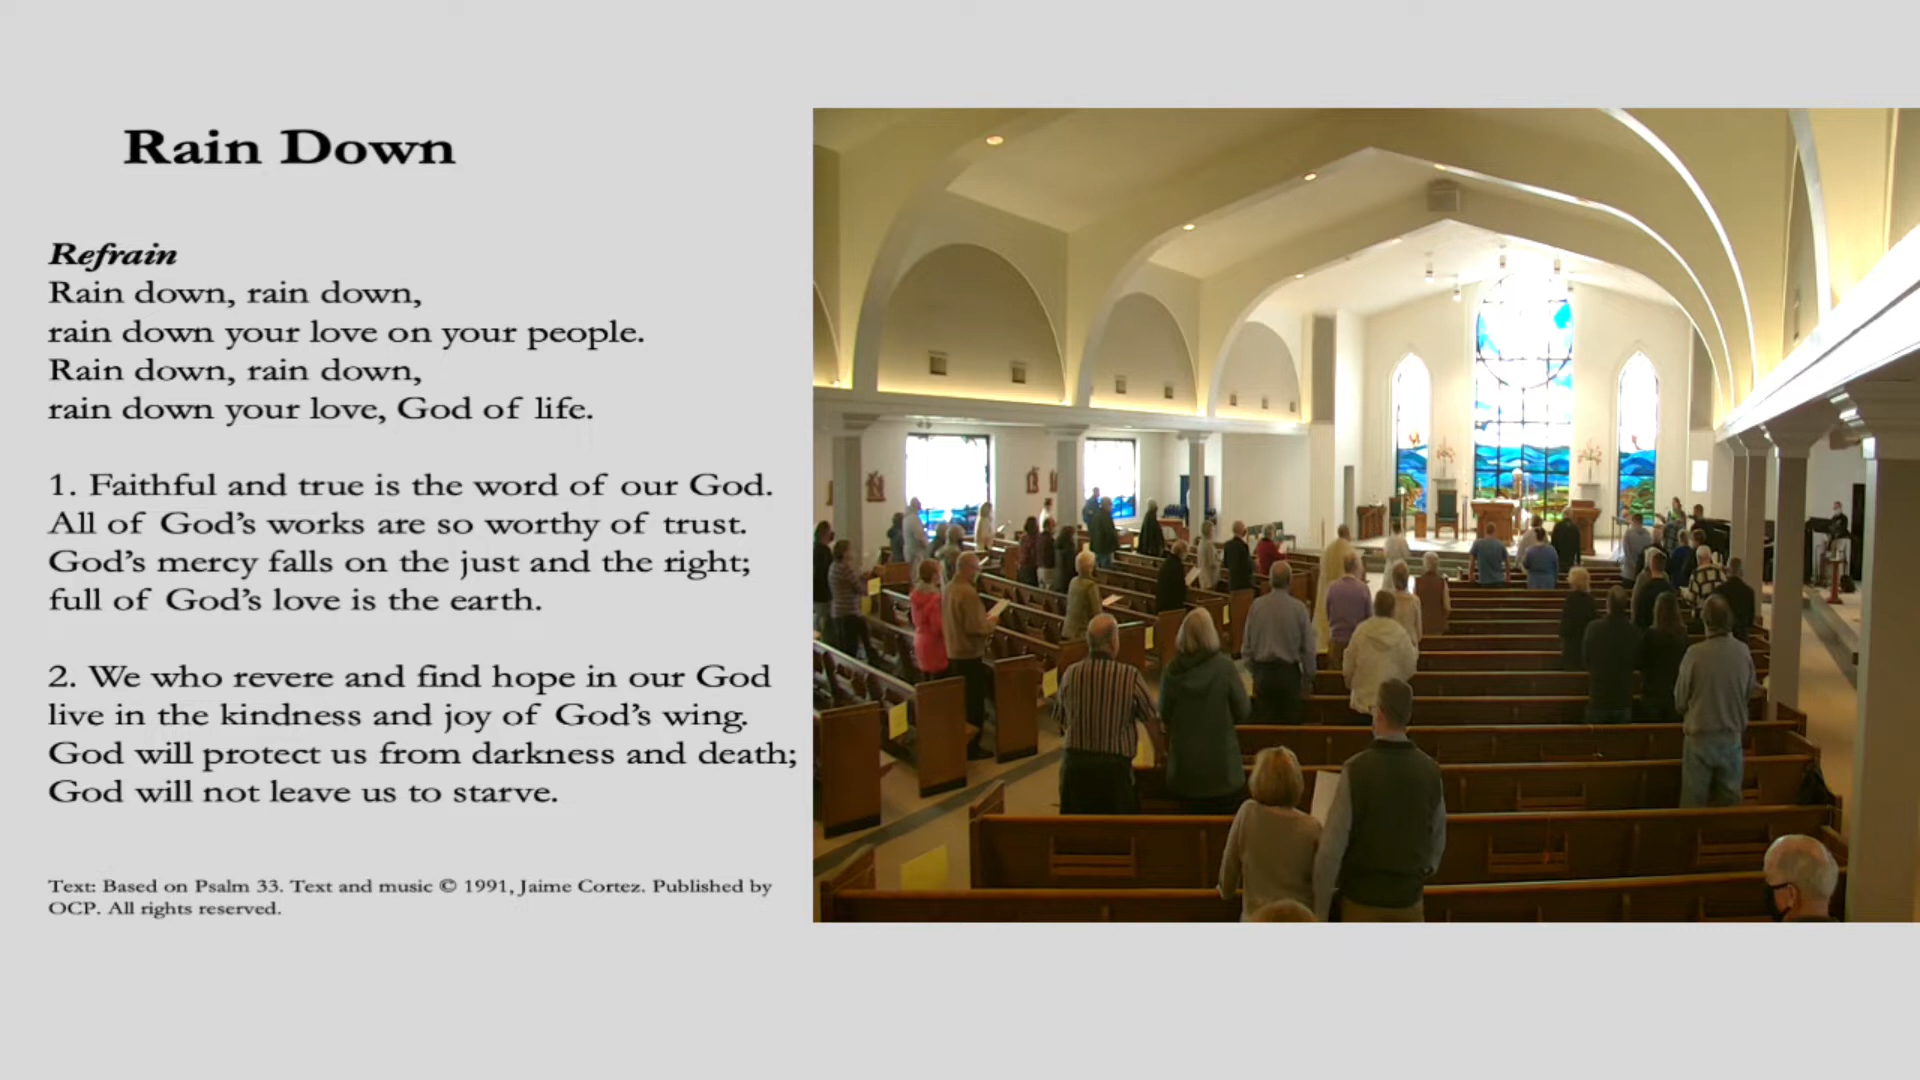 Rain Down
Refrain
Rain down, rain down,
rain down your love on your people.
Rain down, rain down,
rain down your love, God of life.
1. Faithful and true is the word of our God.
All of God's works are so worthy of trust.
God's mercy falls on the just and the right;
full of God's love is the earth.
2. We who revere and find hope in our God
live in the kindness and joy of God's wing.
God will protect us from darkness and death;
God will not leave us to starve.
Text: Based on Psalm 33. Text and music © 1991, Jaime Cortez. Published by
OCP. All rights reserved.